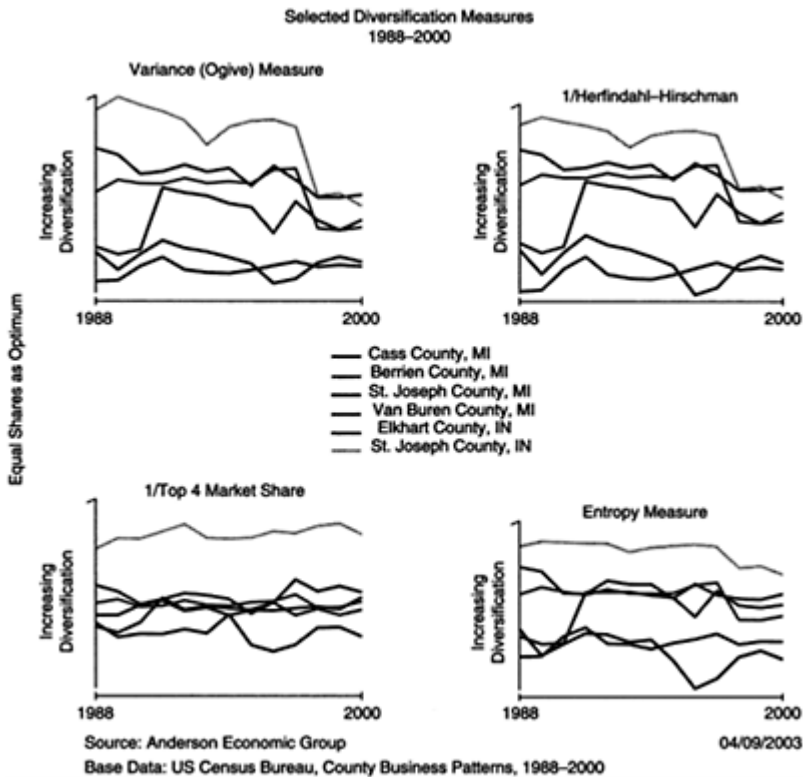 Selected Diversification Measures
1988–2000
Variance (Ogive) Measure
1/Herfindahl–Hirschman
Increasing
Diversification
Increasing
Diversification
1988
2000
1988
2000
Equal Shares as Optimum
Cass County, MI
Berrien County, MI
St. Joseph County, MI
Van Buren County, MI
Elkhart County, IN
St. Joseph County, IN
1/Top 4 Market Share
Entropy Measure
Increasing
Diversification
Increasing
Diversification
1988
2000
1988
2000
Source: Anderson Economic Group
04/09/2003
Base Data: US Census Bureau, County Business Patterns, 1988–2000